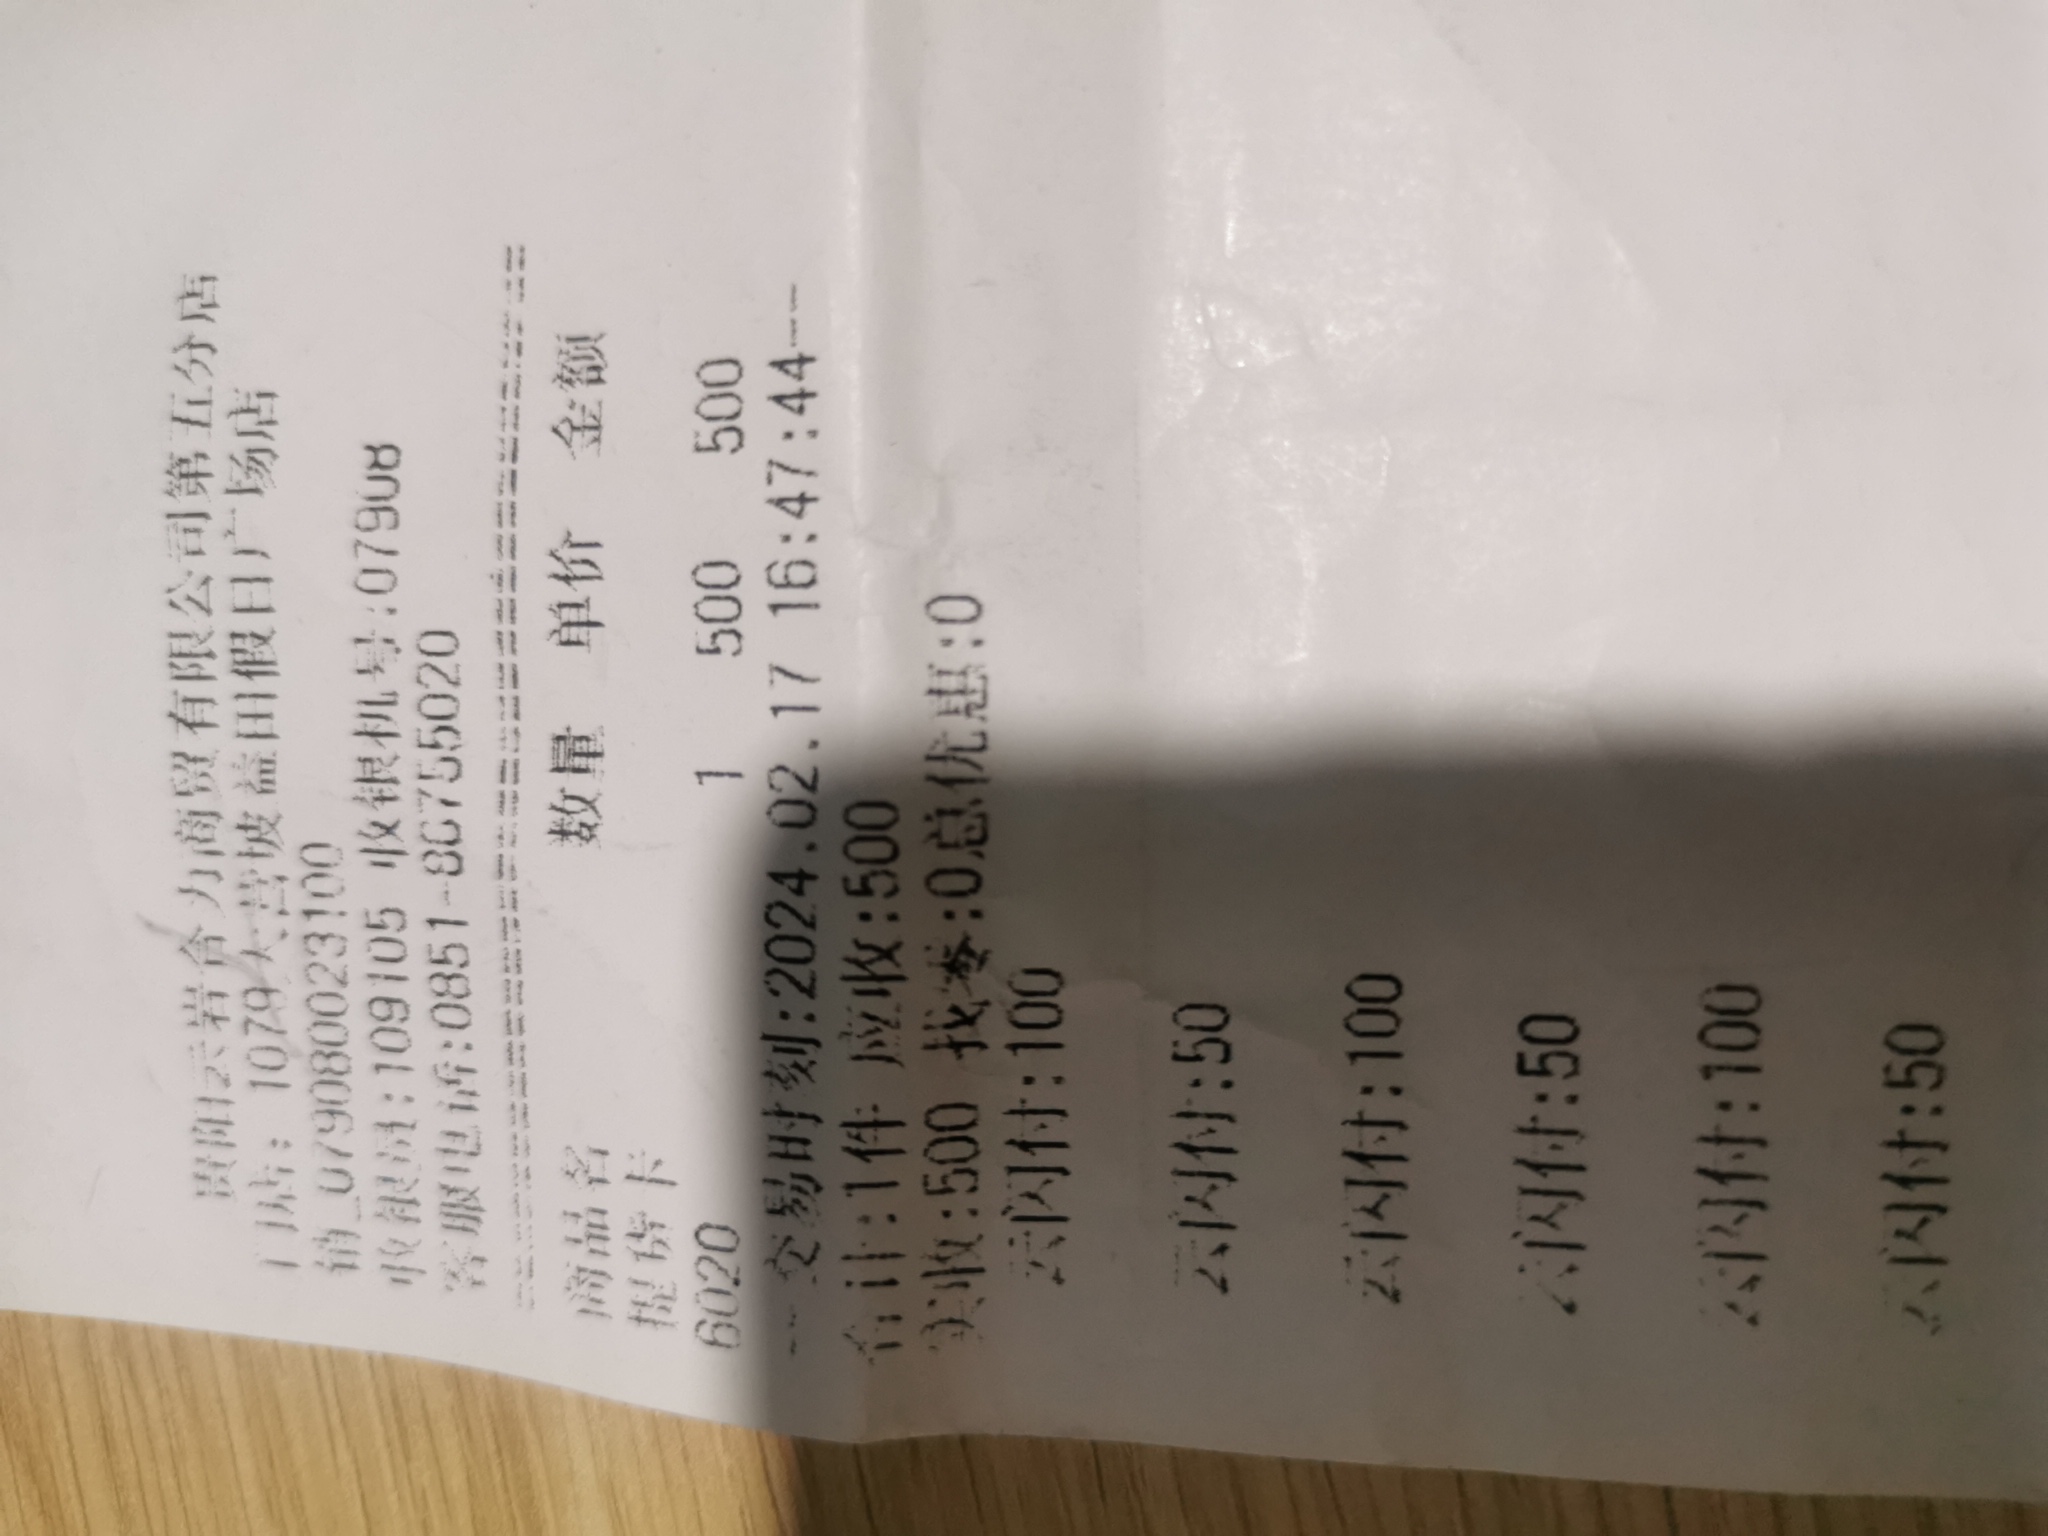 贵阳云岩合力商贸有限公司第五分店
门店: 1079大营坡益田假日广场店
销_0790800023100
收银员:109105 收银机号:07908
客服电话:0851-86755020
商品名 数量 单价 金额
提货卡
6020 1 500 500
--交易时刻:2024.02.17 16:47:44---
合计:1件 应收:500
实收:500 找零:0总优惠:0
云闪付:100
云闪付:50
云闪付:100
云闪付:50
云闪付:100
云闪付:50